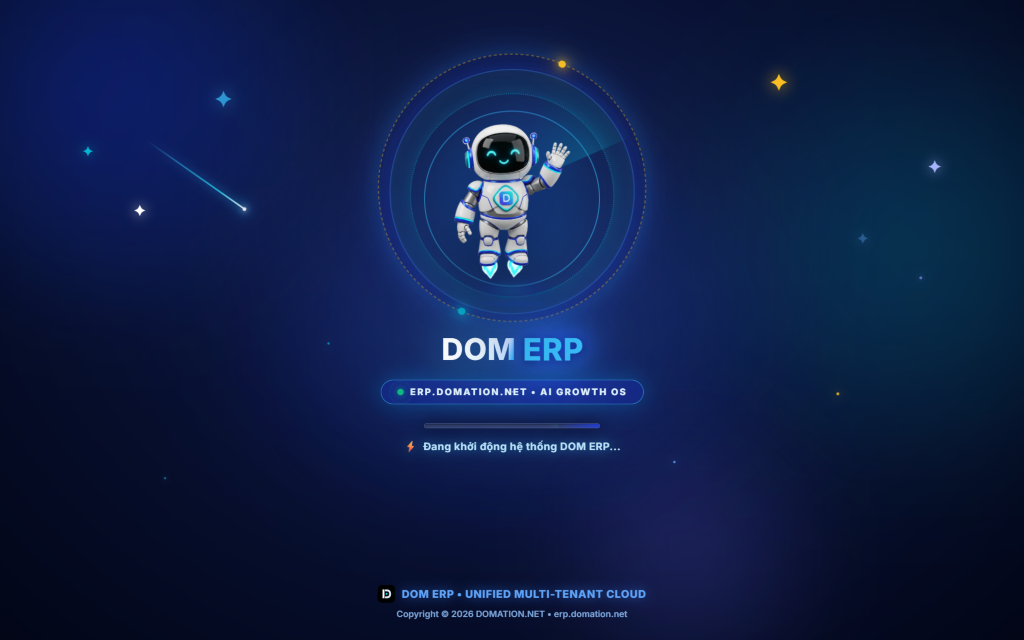 D
DOM ERP
ERP.DOMATION.NET • AI GROWTH OS
Đang khởi động hệ thống DOM ERP...
D DOM ERP • UNIFIED MULTI-TENANT CLOUD
Copyright © 2026 DOMATION.NET • erp.domation.net